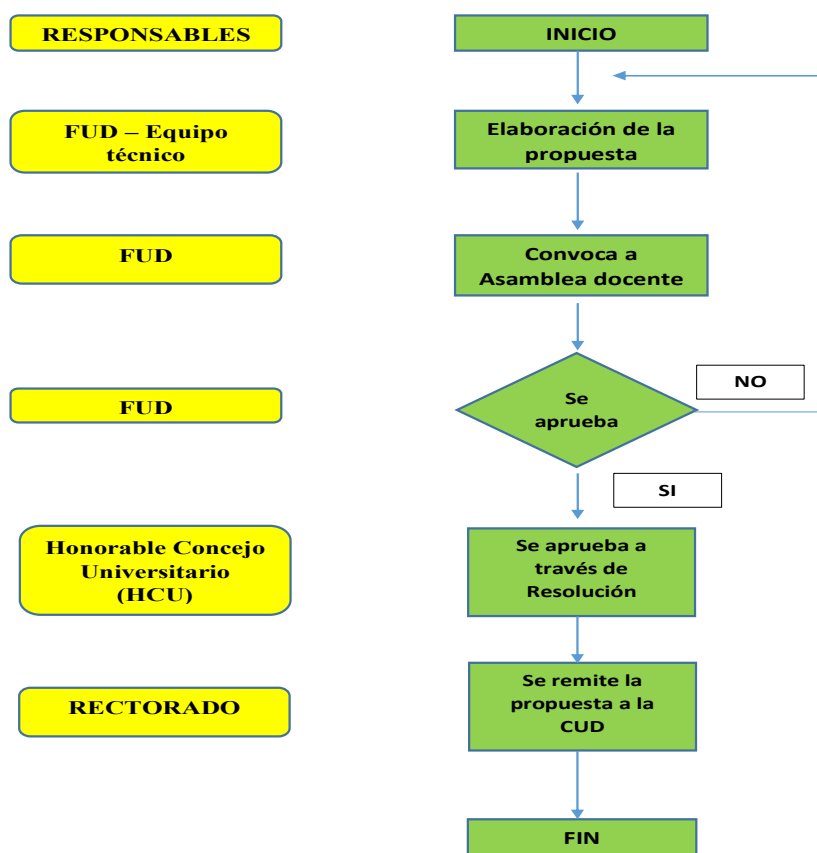 RESPONSABLES
INICIO
FUD – Equipo
técnico
Elaboración de la
propuesta
FUD
Convoca a
Asamblea docente
FUD
Se
aprueba
NO
SI
Honorable Concejo
Universitario
(HCU)
Se aprueba a
través de
Resolución
RECTORADO
Se remite la
propuesta a la
CUD
FIN